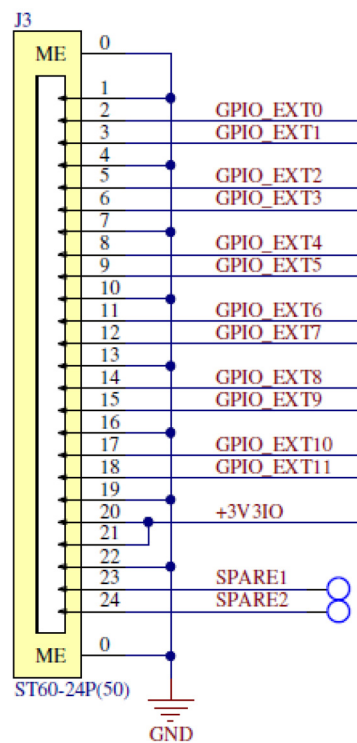 J3
ME 0
1
2 GPIO_EXT0
3 GPIO_EXT1
4
5 GPIO_EXT2
6 GPIO_EXT3
7
8 GPIO_EXT4
9 GPIO_EXT5
10
11 GPIO_EXT6
12 GPIO_EXT7
13
14 GPIO_EXT8
15 GPIO_EXT9
16
17 GPIO_EXT10
18 GPIO_EXT11
19
20 +3V3IO
21
22
23 SPARE1
24 SPARE2
ME 0
ST60-24P(50)
GND